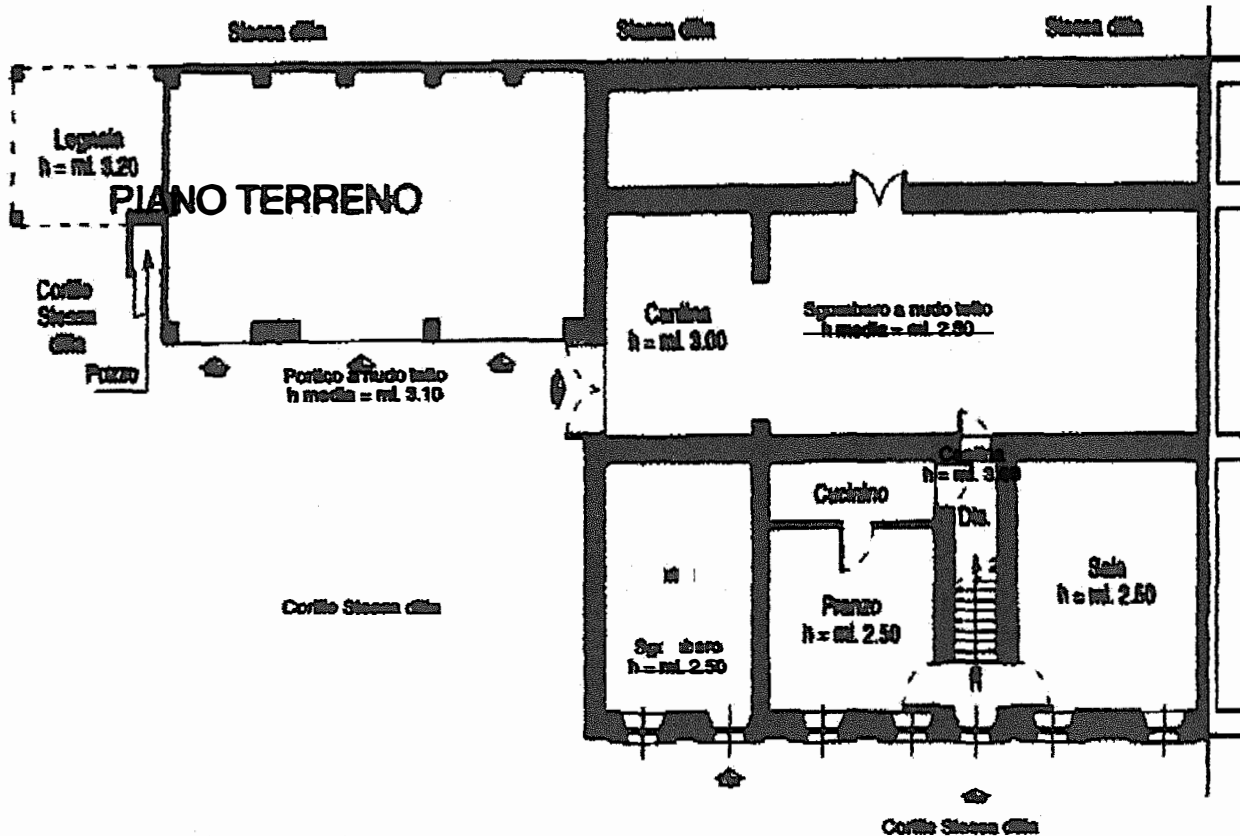 Stessa ditta
Stessa ditta
Stessa ditta
Legnaia
h = ml. 3.20
PIANO TERRENO
Cortile
Stessa
ditta
Pozzo
Portico a nudo tetto
h media = ml. 3.10
Cantina
h = ml. 3.00
Sgombero a nudo tetto
h media = ml. 2.80
Cantina
h = ml.
Cucinino
Dis.
Sala
h = ml. 2.60
Pranzo
h = ml. 2.50
h = ml. 2.50
Cortile Stessa ditta
Cortile Stessa ditta